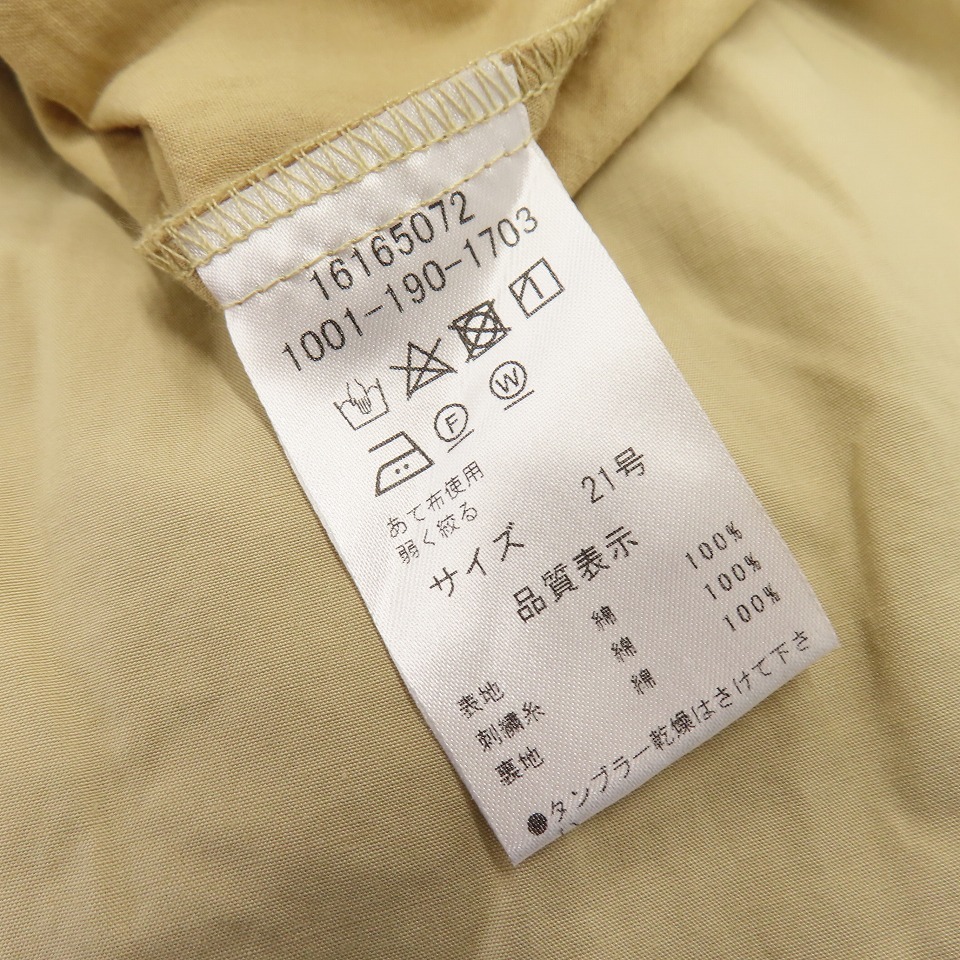 16165072
1001-190-1703
F W
あて布使用
弱く絞る
サイズ 21号
品質表示
表地 綿 100%
刺繍糸 綿 100%
裏地 綿 100%
●タンブラー乾燥はさけて下さ
い